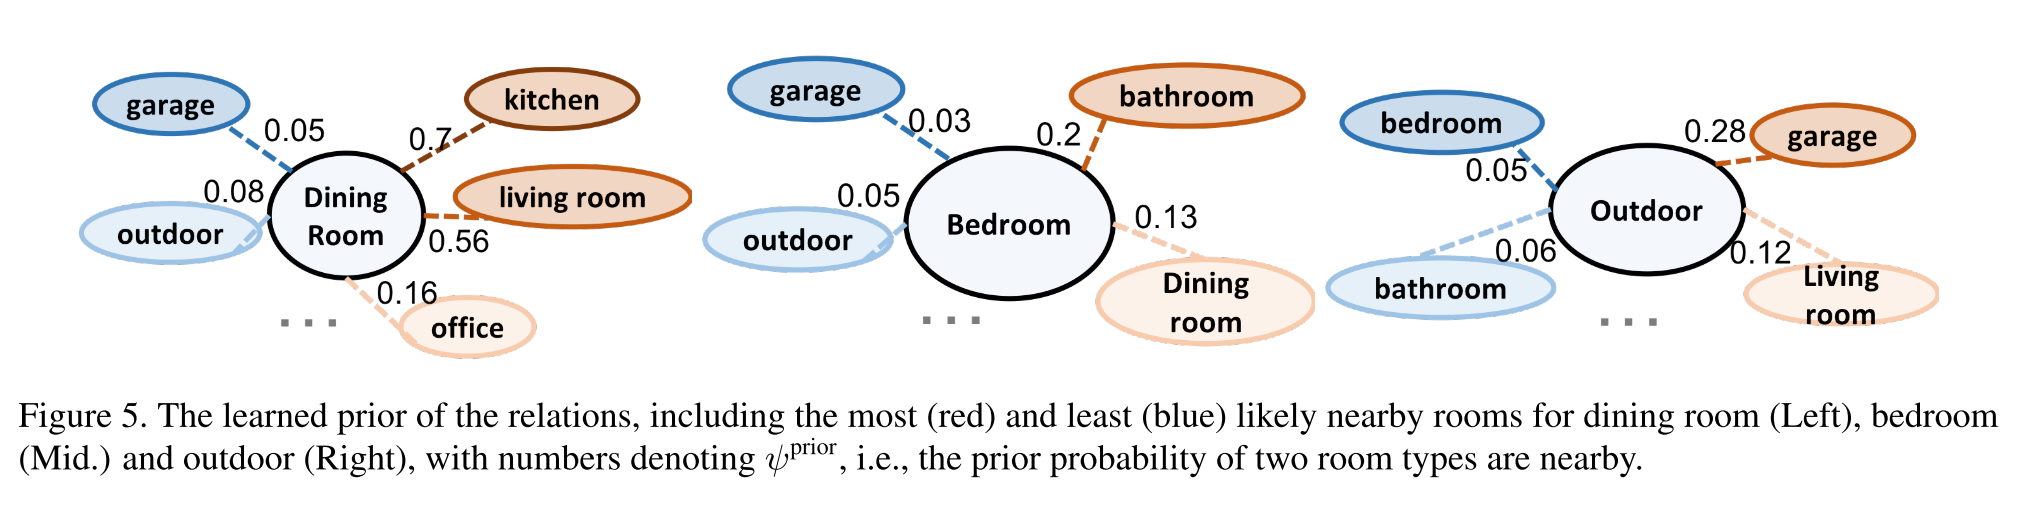 garage
0.05
kitchen
0.7
Dining
Room
0.08
outdoor
living room
0.56
0.16
office
...
garage
0.03
bathroom
0.2
Bedroom
0.05
outdoor
0.13
Dining
room
...
bedroom
0.05
garage
0.28
Outdoor
0.06
bathroom
0.12
Living
room
...
Figure 5. The learned prior of the relations, including the most (red) and least (blue) likely nearby rooms for dining room (Left), bedroom
(Mid.) and outdoor (Right), with numbers denoting ψ^prior, i.e., the prior probability of two room types are nearby.